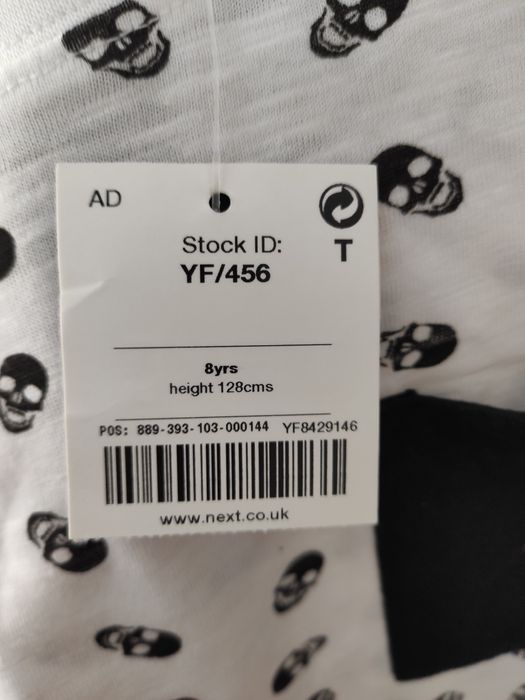 AD
Stock ID:
T
YF/456
8yrs
height 128cms
POS: 889-393-103-000144 YF8429146
www.next.co.uk